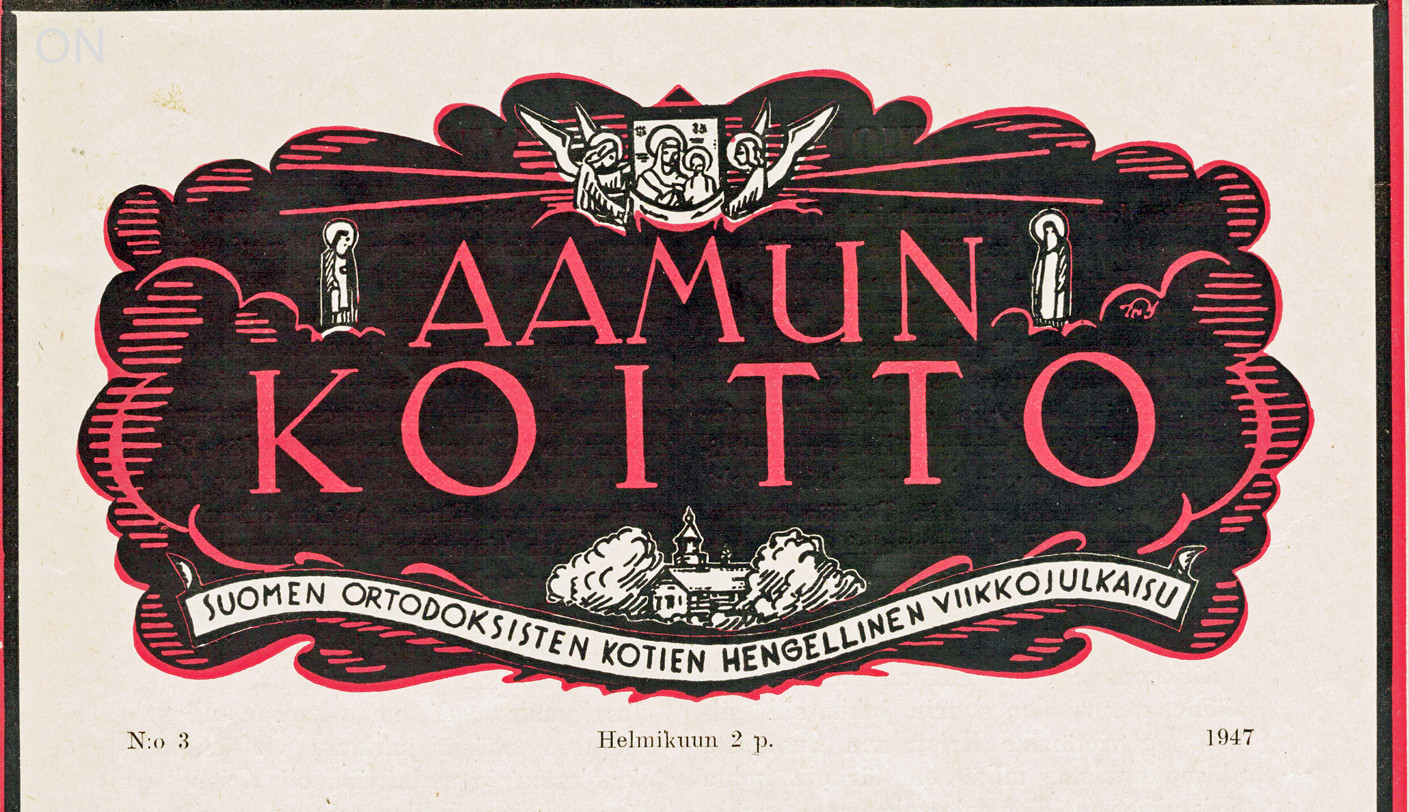 ON
AAMUN
KOITTO
SUOMEN ORTODOKSISTEN KOTIEN HENGELLINEN VIIKKOJULKAISU
N:o 3 Helmikuun 2 p. 1947